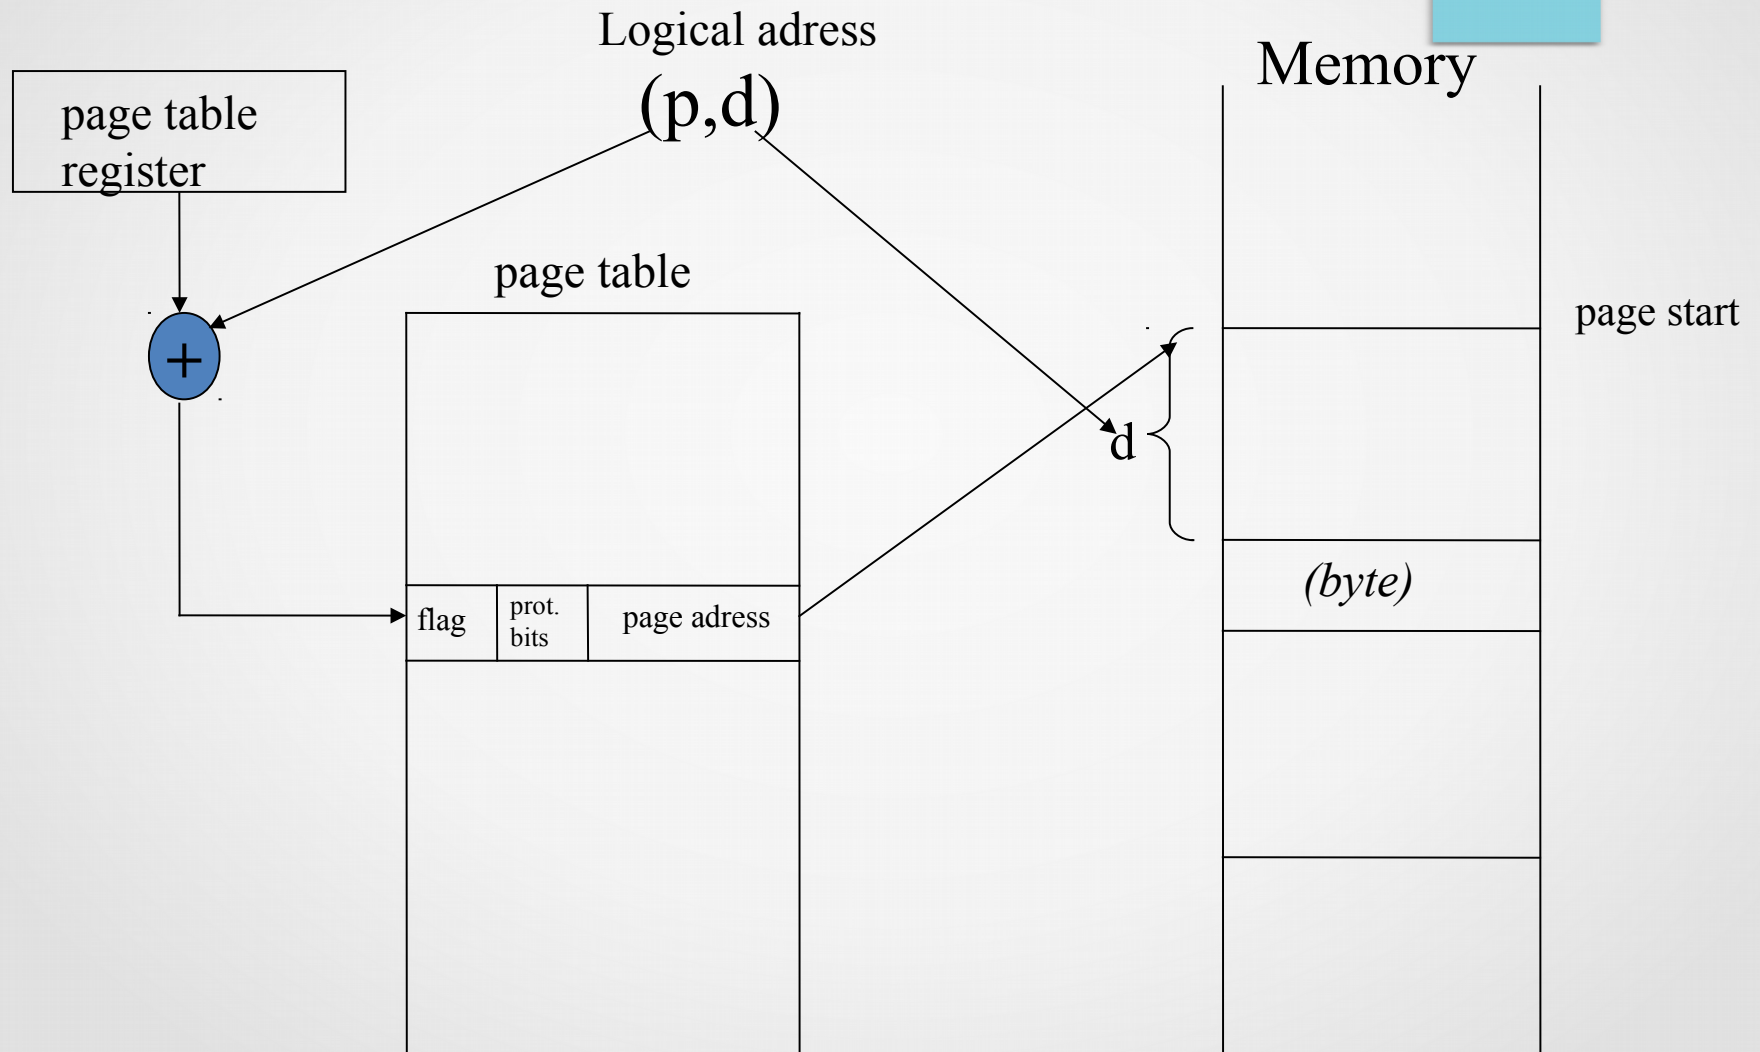 Logical adress
(p,d)
Memory
page table
register
page table
page start
+
d
(byte)
flag
prot.
bits
page adress